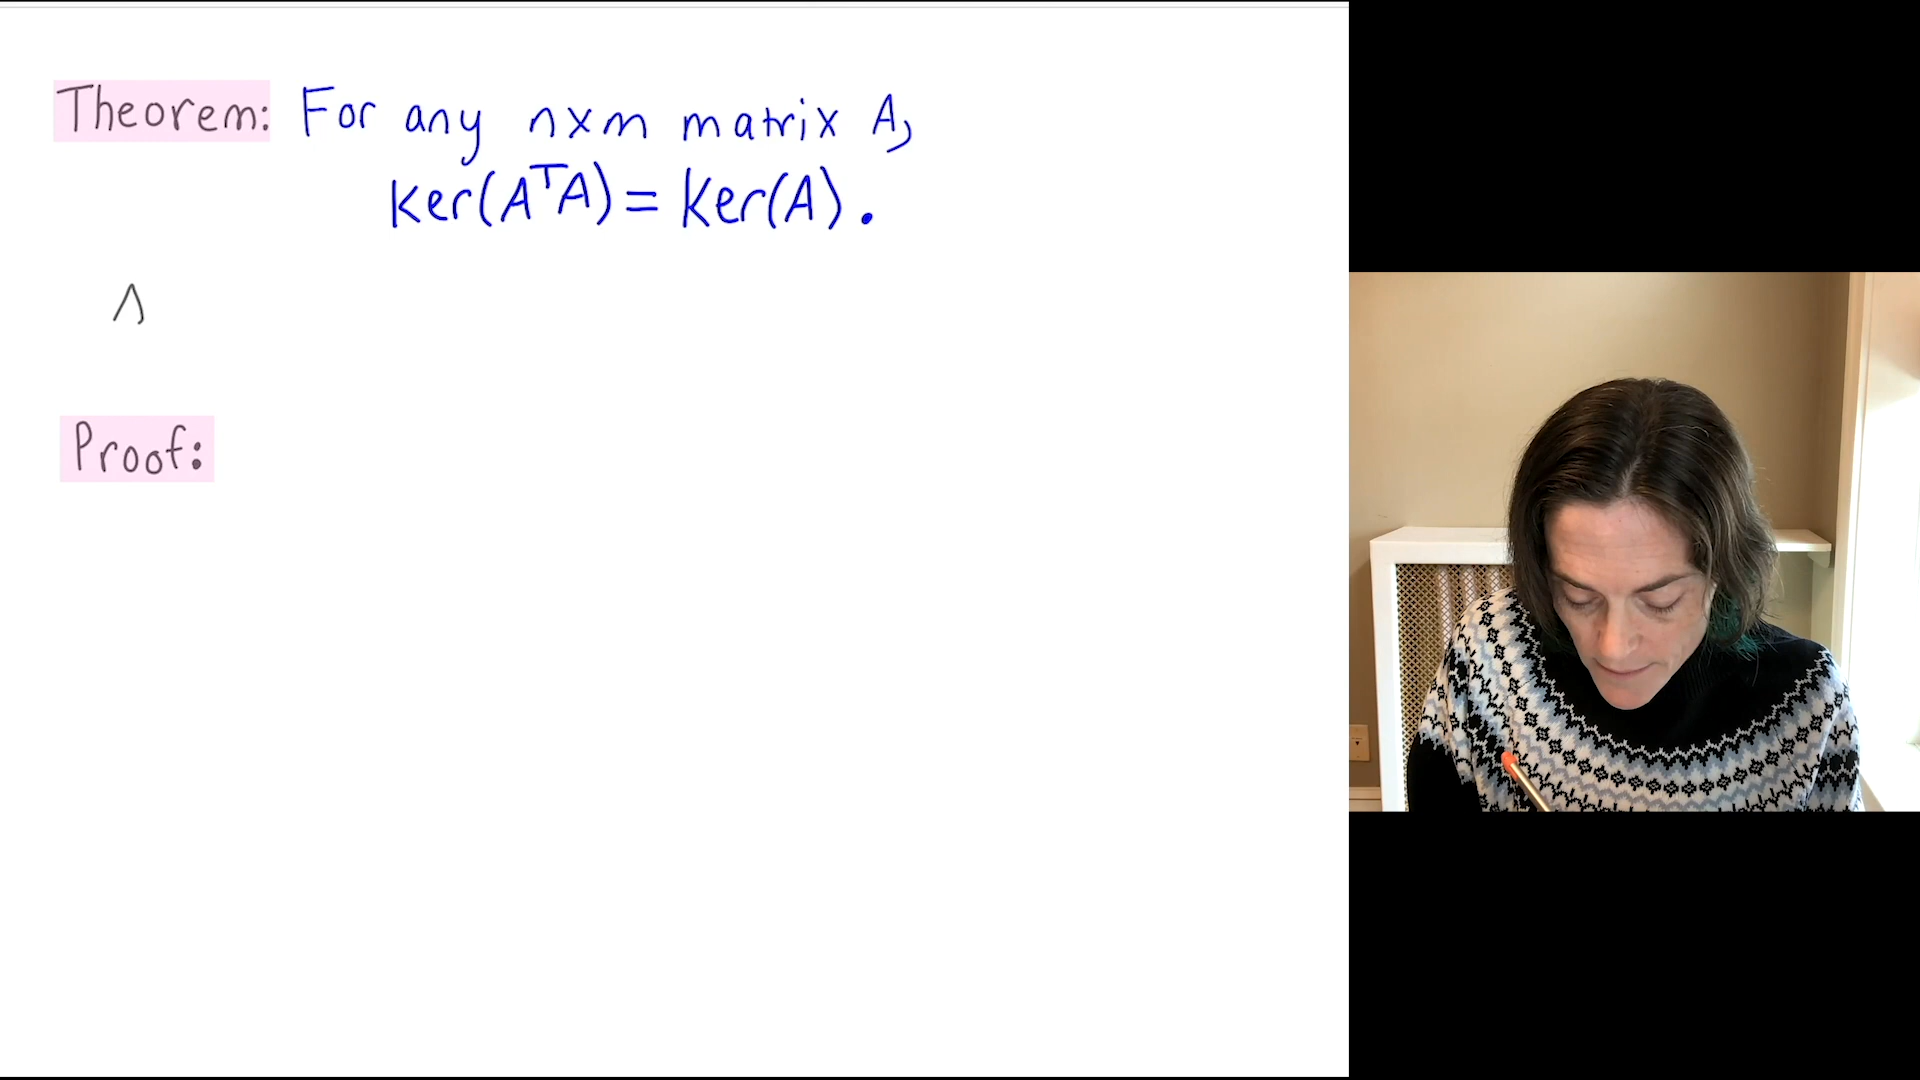 Theorem: For any n×m matrix A,
ker(AᵀA) = ker(A).
Proof: